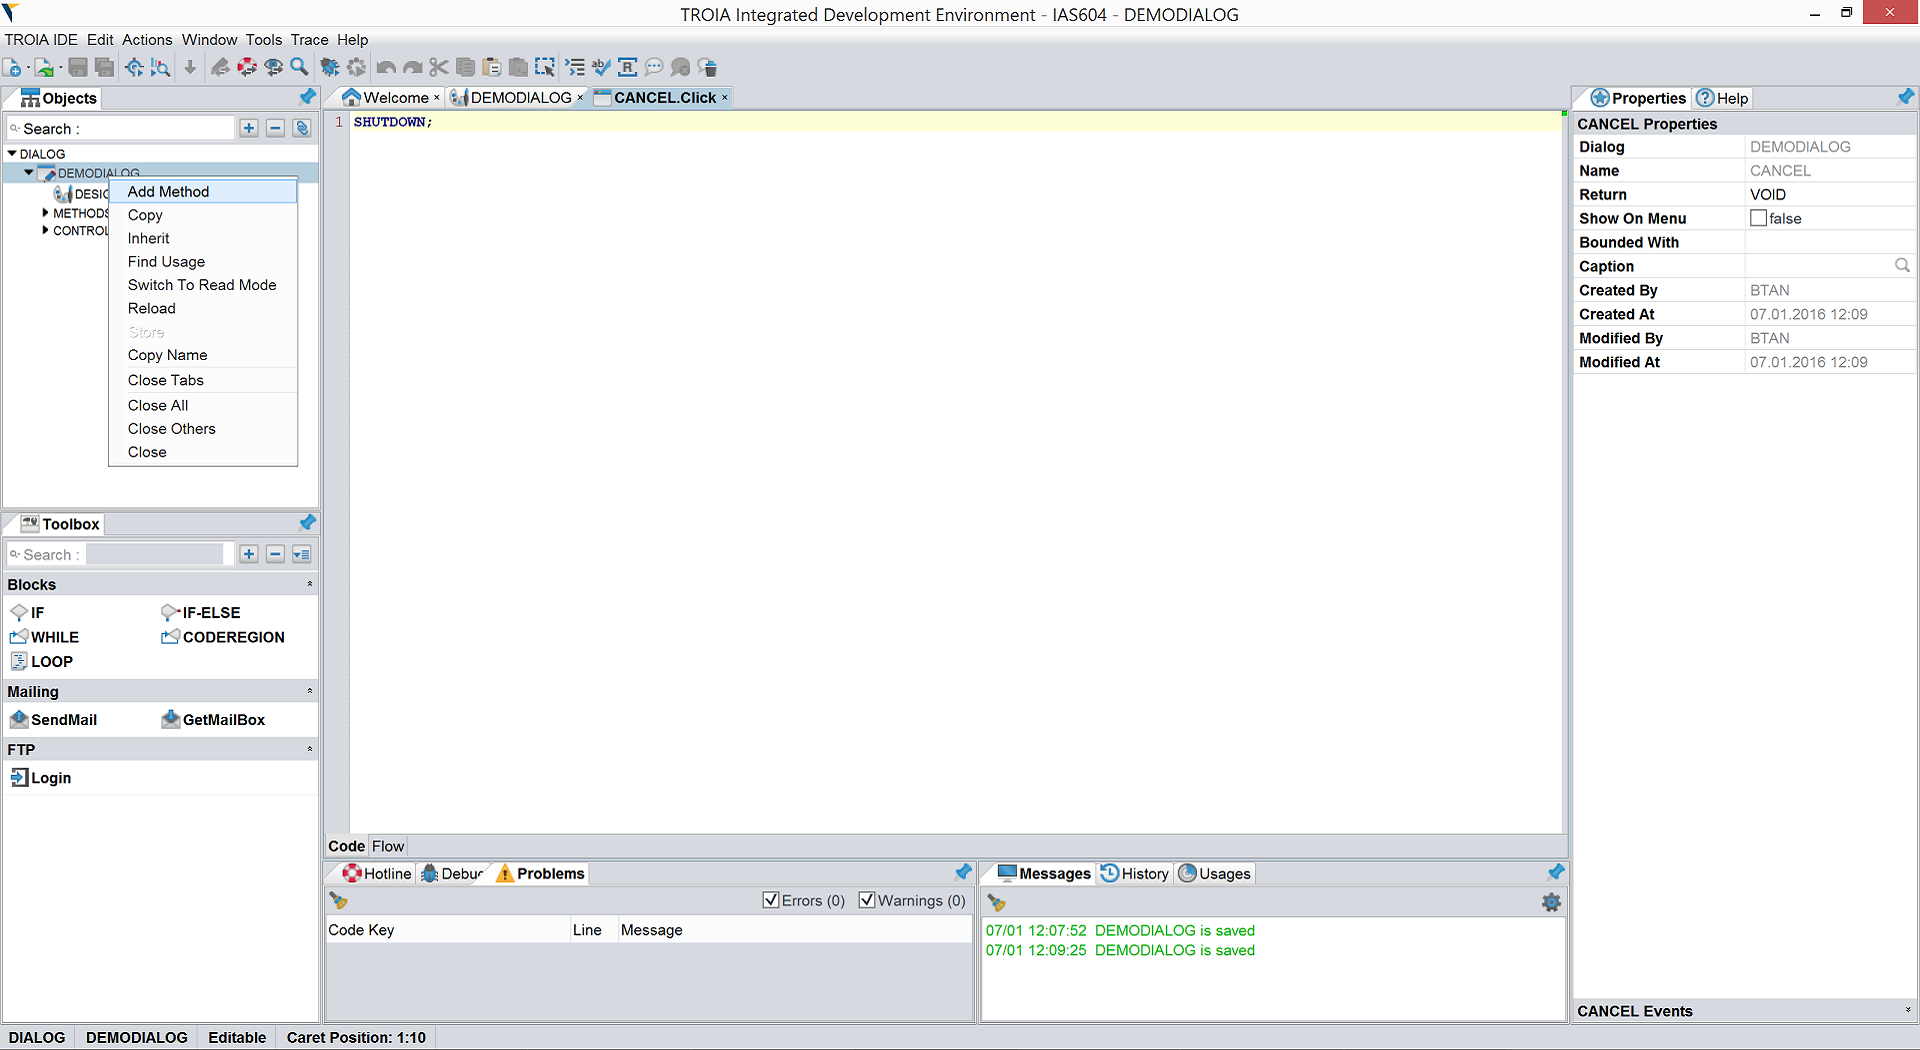 TROIA Integrated Development Environment - IAS604 - DEMODIALOG
TROIA IDE Edit Actions Window Tools Trace Help
Objects
Search :
DIALOG
DEMODIALOG
DESIG
METHODS
CONTROL
Add Method
Copy
Inherit
Find Usage
Switch To Read Mode
Reload
Store
Copy Name
Close Tabs
Close All
Close Others
Close
Toolbox
Search :
Blocks
IF IF-ELSE
WHILE CODEREGION
LOOP
Mailing
SendMail GetMailBox
FTP
Login
Welcome DEMODIALOG CANCEL.Click
1 SHUTDOWN;
Code Flow
Hotline Debug Problems
Errors (0) Warnings (0)
Code Key Line Message
Messages History Usages
07/01 12:07:52 DEMODIALOG is saved
07/01 12:09:25 DEMODIALOG is saved
Properties Help
CANCEL Properties
Dialog DEMODIALOG
Name CANCEL
Return VOID
Show On Menu false
Bounded With
Caption
Created By BTAN
Created At 07.01.2016 12:09
Modified By BTAN
Modified At 07.01.2016 12:09
CANCEL Events
DIALOG DEMODIALOG Editable Caret Position: 1:10